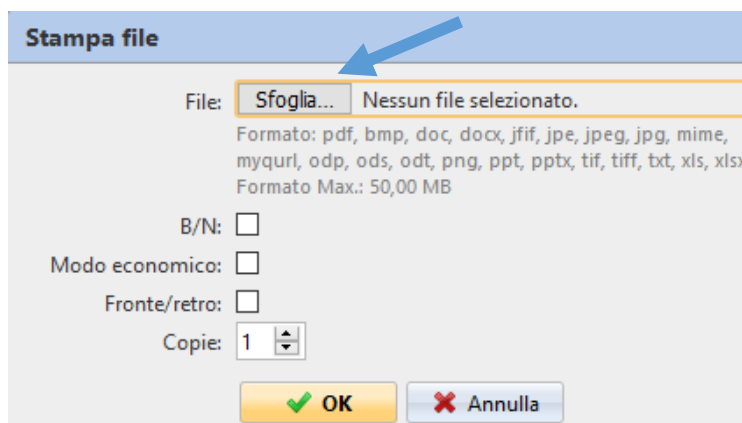 Stampa file
File: Sfoglia... Nessun file selezionato.
Formato: pdf, bmp, doc, docx, jfif, jpe, jpeg, jpg, mime,
myqurl, odp, ods, odt, png, ppt, pptx, tif, tiff, txt, xls, xlsx
Formato Max.: 50,00 MB
B/N:
Modo economico:
Fronte/retro:
Copie: 1
OK Annulla